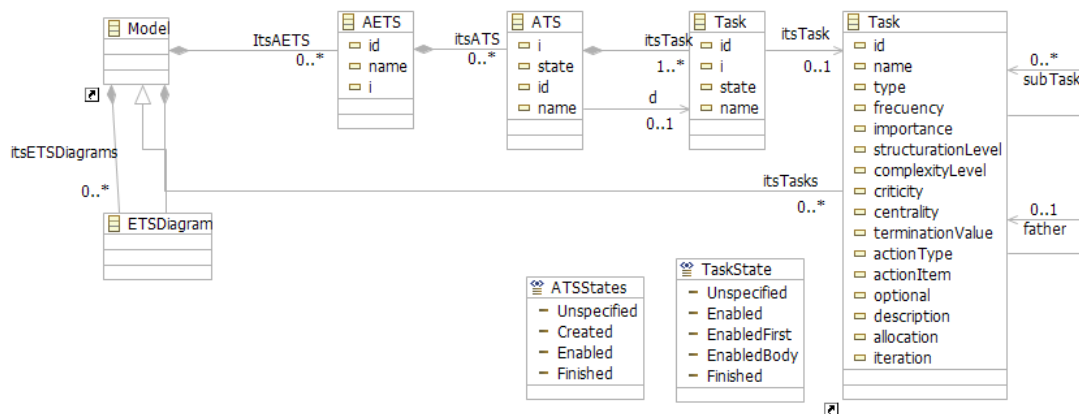 Model
ItsAETS
0..*
AETS
id
name
i
itsATS
0..*
ATS
i
state
id
name
itsTask
1..*
d
0..1
Task
id
i
state
name
itsTask
0..1
Task
id
name
type
frecuency
importance
structurationLevel
complexityLevel
criticity
centrality
terminationValue
actionType
actionItem
optional
description
allocation
iteration
0..*
subTask
0..1
father
itsETSDiagrams
0..*
itsTasks
0..*
ETSDiagram
ATSStates
Unspecified
Created
Enabled
Finished
TaskState
Unspecified
Enabled
EnabledFirst
EnabledBody
Finished